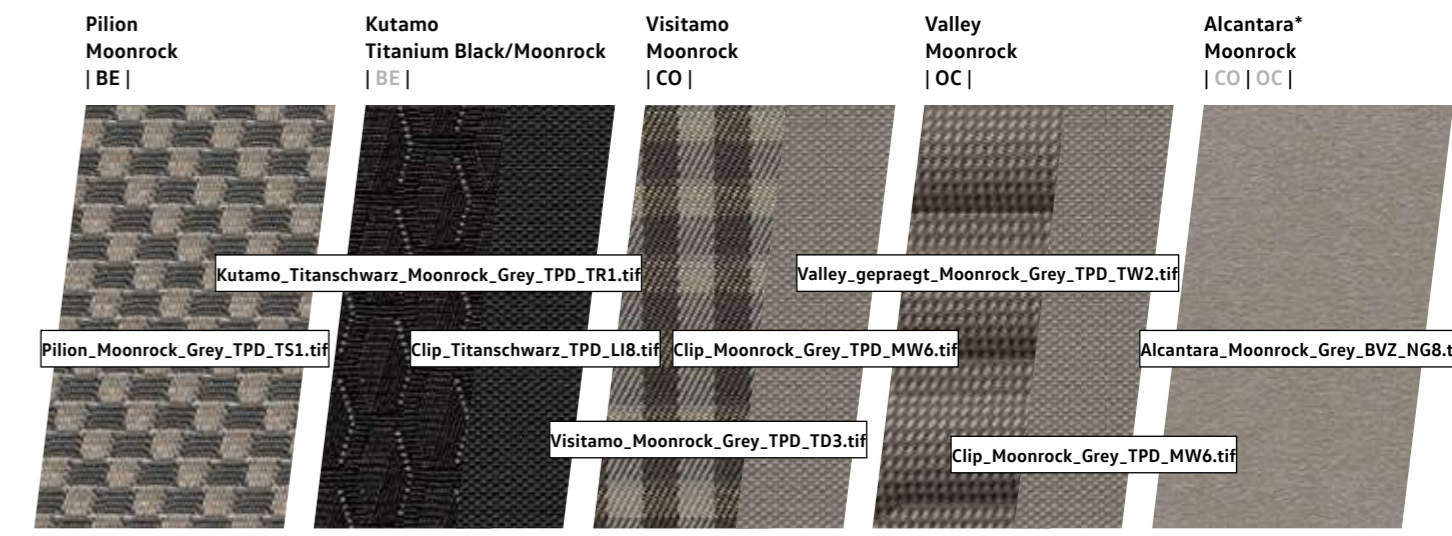 Pilion
Moonrock
| BE |
Kutamo
Titanium Black/Moonrock
| BE |
Visitamo
Moonrock
| CO |
Valley
Moonrock
| OC |
Alcantara*
Moonrock
| CO | OC |
Kutamo_Titanschwarz_Moonrock_Grey_TPD_TR1.tif
Valley_gepraegt_Moonrock_Grey_TPD_TW2.tif
Pilion_Moonrock_Grey_TPD_TS1.tif
Clip_Titanschwarz_TPD_LI8.tif
Clip_Moonrock_Grey_TPD_MW6.tif
Alcantara_Moonrock_Grey_BVZ_NG8.t
Visitamo_Moonrock_Grey_TPD_TD3.tif
Clip_Moonrock_Grey_TPD_MW6.tif